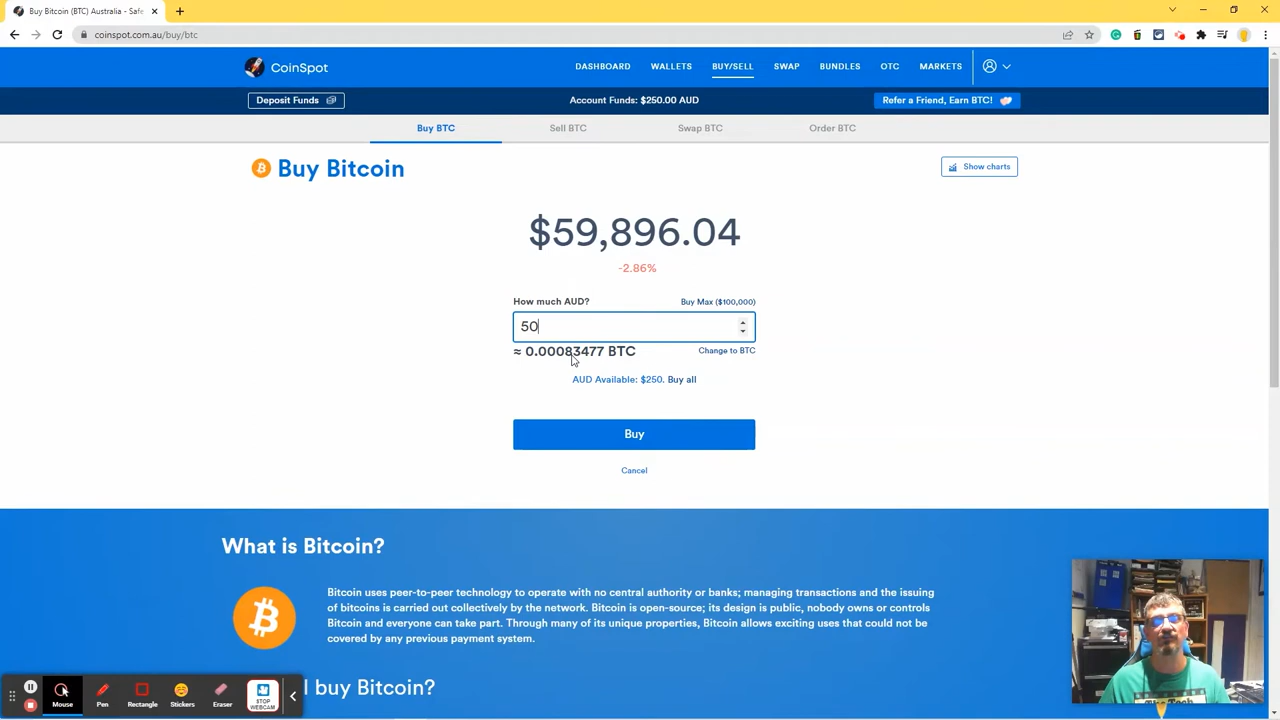 Buy Bitcoin (BTC) Australia - Safe
coinspot.com.au/buy/btc
CoinSpot
DASHBOARD WALLETS BUY/SELL SWAP BUNDLES OTC MARKETS
Deposit Funds
Account Funds: $250.00 AUD
Refer a Friend, Earn BTC!
Buy BTC Sell BTC Swap BTC Order BTC
Buy Bitcoin
Show charts
$59,896.04
-2.86%
How much AUD?
Buy Max ($100,000)
50
≈ 0.00083477 BTC
Change to BTC
AUD Available: $250. Buy all
Buy
Cancel
What is Bitcoin?
Bitcoin uses peer-to-peer technology to operate with no central authority or banks; managing transactions and the issuing
of bitcoins is carried out collectively by the network. Bitcoin is open-source; its design is public, nobody owns or controls
Bitcoin and everyone can take part. Through many of its unique properties, Bitcoin allows exciting uses that could not be
covered by any previous payment system.
I buy Bitcoin?
Mouse Pen Rectangle Stickers Eraser
STOP
WEBCAM